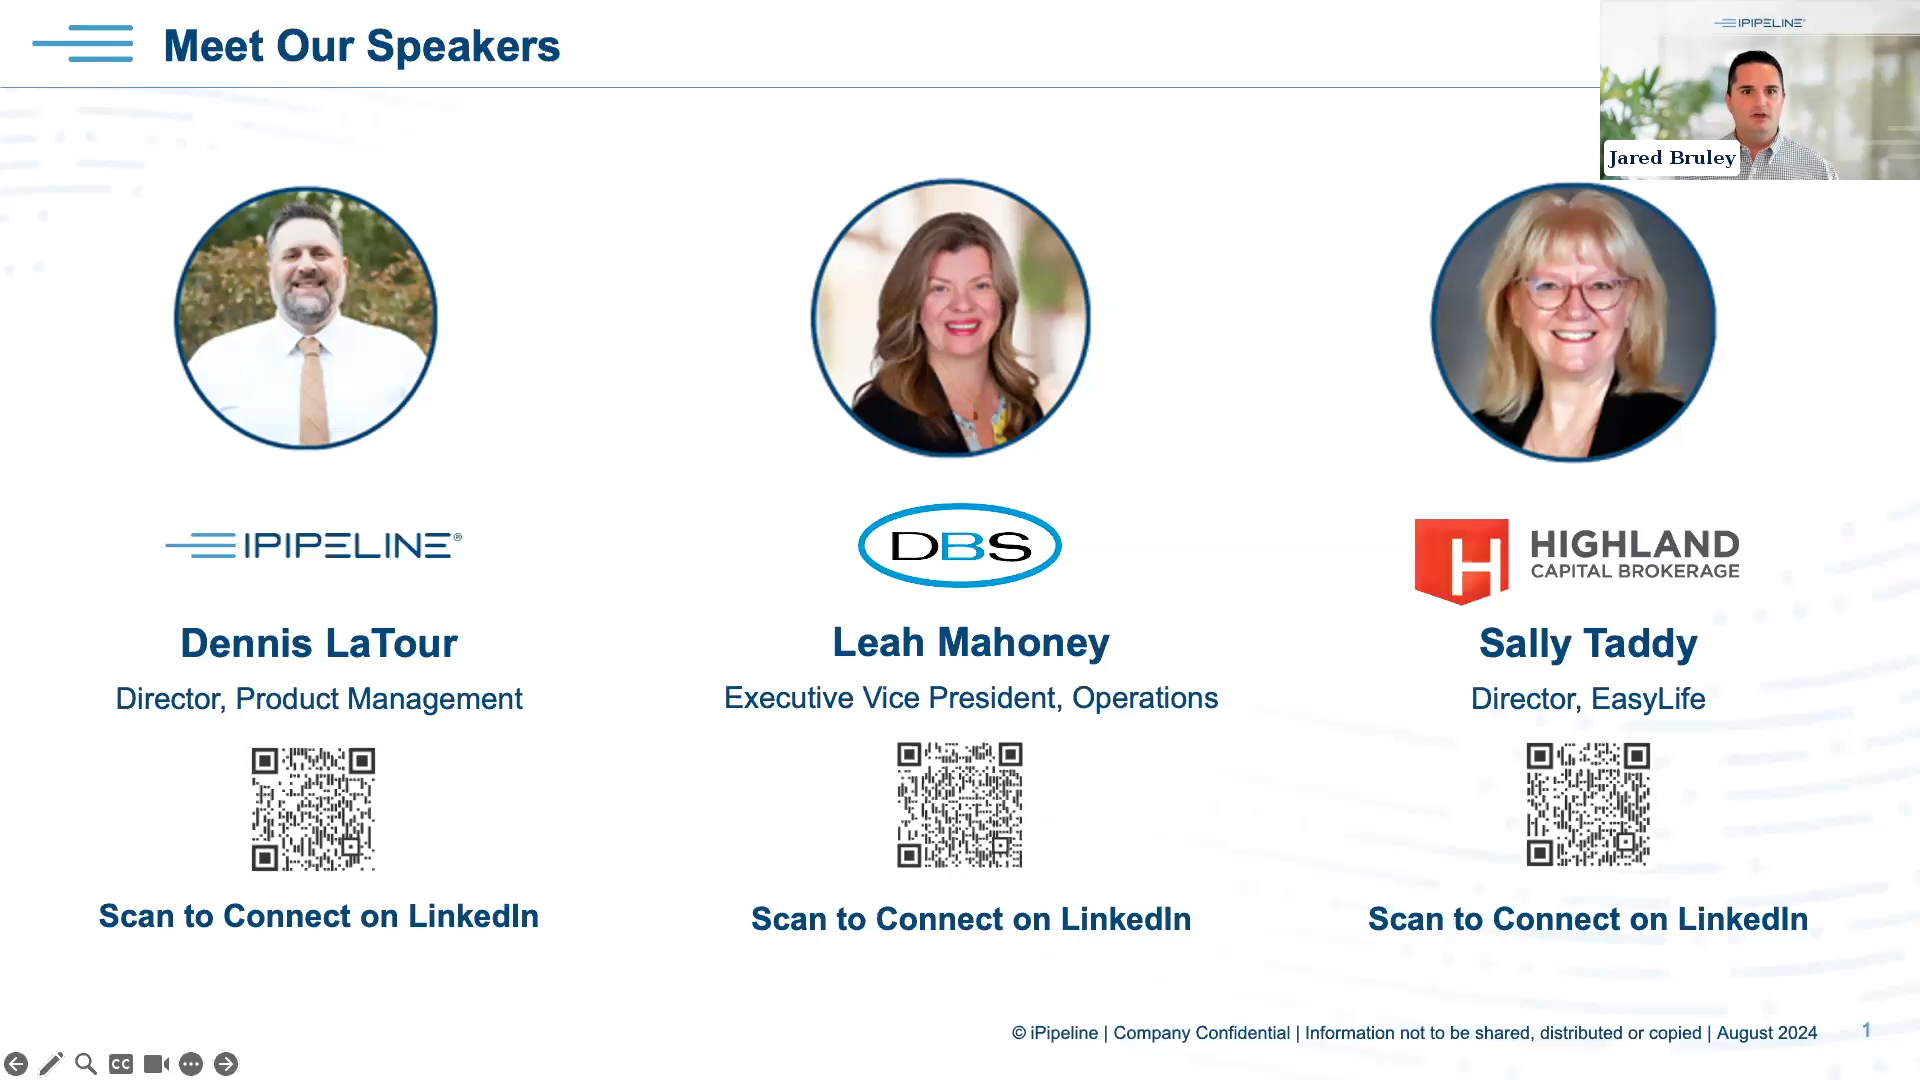 Meet Our Speakers
IPIPELINE®
Jared Bruley
IPIPELINE®
DBS
HIGHLAND
CAPITAL BROKERAGE
Dennis LaTour
Leah Mahoney
Sally Taddy
Director, Product Management
Executive Vice President, Operations
Director, EasyLife
Scan to Connect on LinkedIn
Scan to Connect on LinkedIn
Scan to Connect on LinkedIn
© iPipeline | Company Confidential | Information not to be shared, distributed or copied | August 2024
1
CC